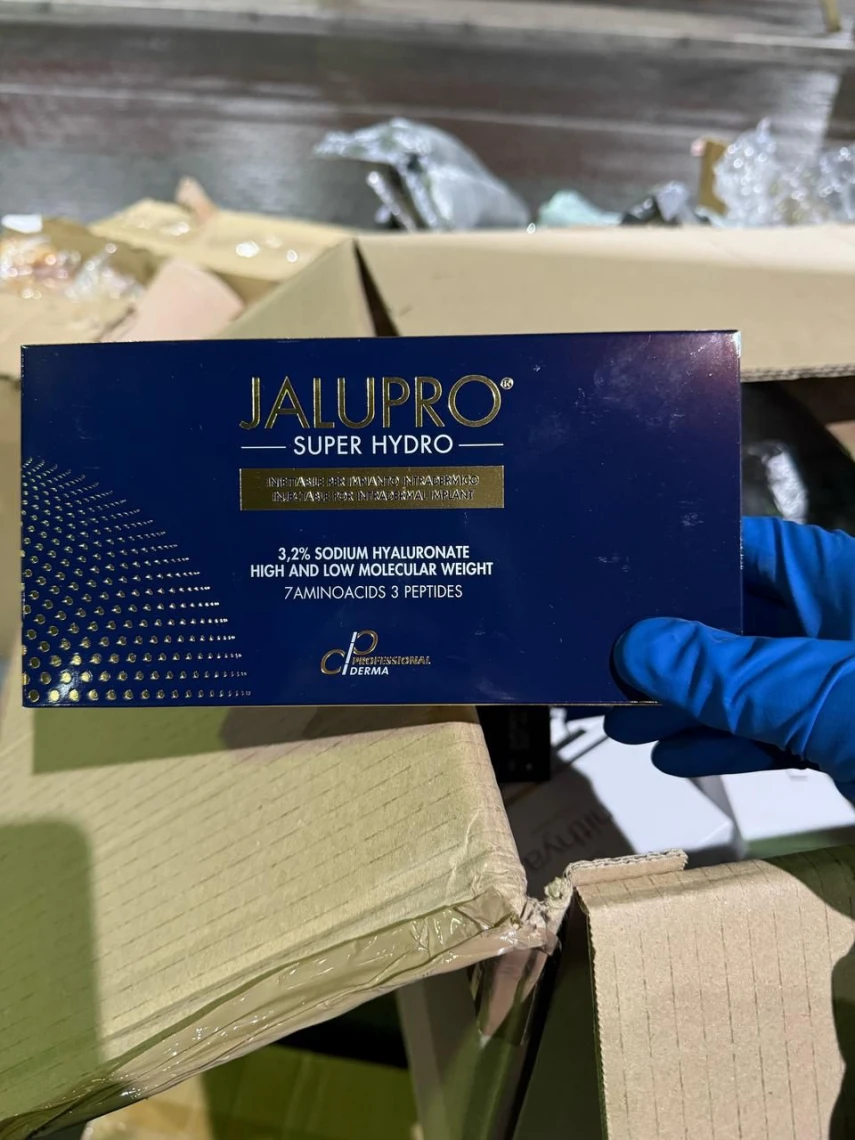 JALUPRO®
SUPER HYDRO
INIETTABILE PER IMPIANTO INTRADERMICO
INJECTABLE FOR INTRADERMAL IMPLANT
3,2% SODIUM HYALURONATE
HIGH AND LOW MOLECULAR WEIGHT
7AMINOACIDS 3 PEPTIDES
dp PROFESSIONAL
DERMA